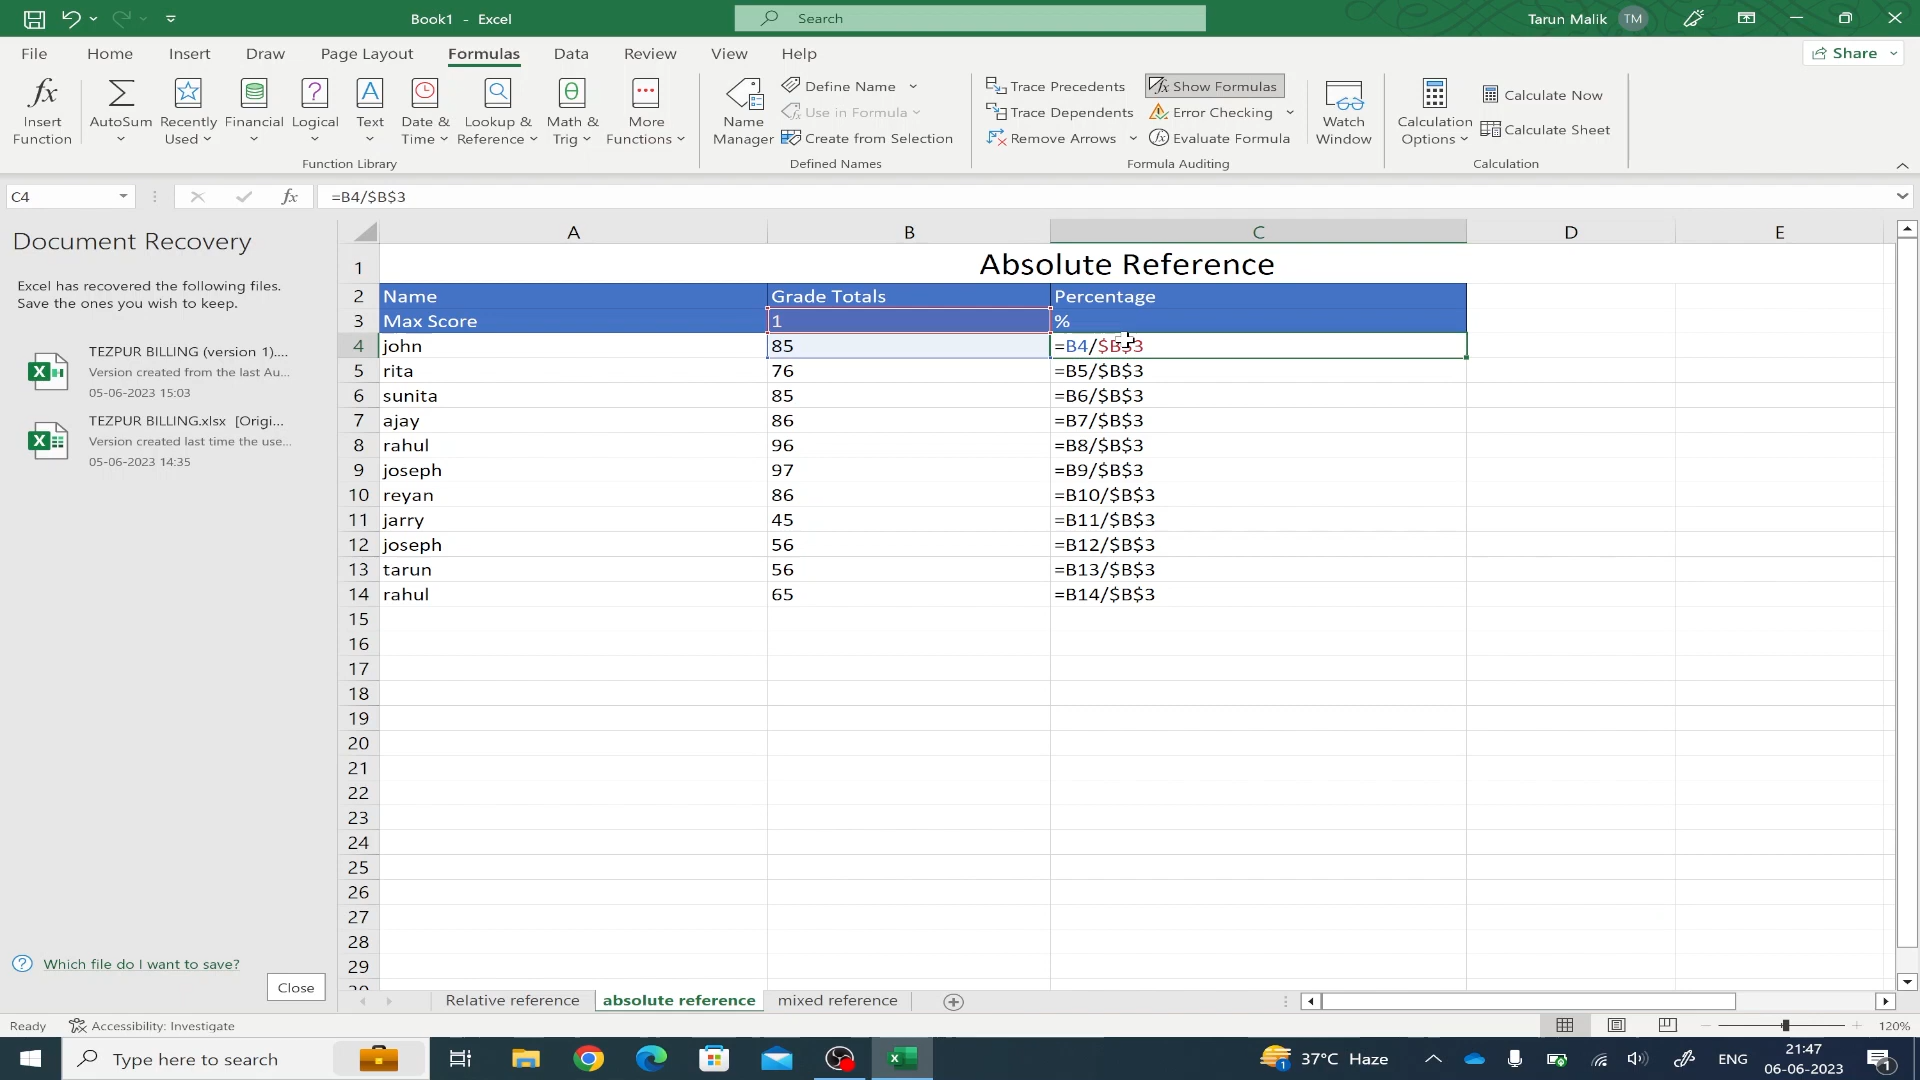 Book1 - Excel
Search
Tarun Malik TM
File Home Insert Draw Page Layout Formulas Data Review View Help
Share
Insert Function
AutoSum
Recently Used
Financial
Logical
Text
Date & Time
Lookup & Reference
Math & Trig
More Functions
Function Library
Name Manager
Define Name
Use in Formula
Create from Selection
Defined Names
Trace Precedents
Trace Dependents
Remove Arrows
Show Formulas
Error Checking
Evaluate Formula
Formula Auditing
Watch Window
Calculation Options
Calculate Now
Calculate Sheet
Calculation
C4 fx =B4/$B$3
Document Recovery
Excel has recovered the following files.
Save the ones you wish to keep.
TEZPUR BILLING (version 1)....
Version created from the last Au...
05-06-2023 15:03
TEZPUR BILLING.xlsx [Origi...
Version created last time the use...
05-06-2023 14:35
Which file do I want to save?
Close
A B C D E
1 Absolute Reference
2 Name Grade Totals Percentage
3 Max Score 1 %
4 john 85 =B4/$B$3
5 rita 76 =B5/$B$3
6 sunita 85 =B6/$B$3
7 ajay 86 =B7/$B$3
8 rahul 96 =B8/$B$3
9 joseph 97 =B9/$B$3
10 reyan 86 =B10/$B$3
11 jarry 45 =B11/$B$3
12 joseph 56 =B12/$B$3
13 tarun 56 =B13/$B$3
14 rahul 65 =B14/$B$3
15
16
17
18
19
20
21
22
23
24
25
26
27
28
29
30
Relative reference absolute reference mixed reference
Ready Accessibility: Investigate
120%
Type here to search
37°C Haze
ENG
21:47
06-06-2023
1